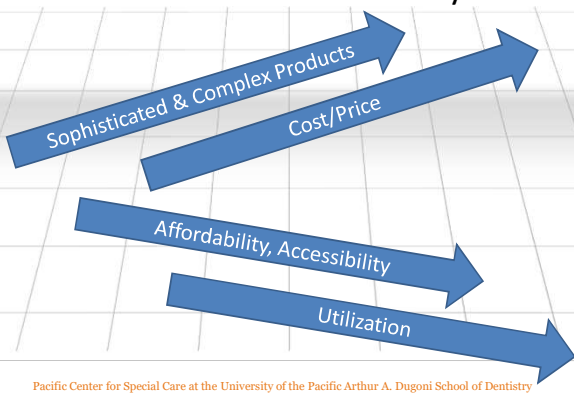 Sophisticated & Complex Products
Cost/Price
Affordability, Accessibility
Utilization
Pacific Center for Special Care at the University of the Pacific Arthur A. Dugoni School of Dentistry